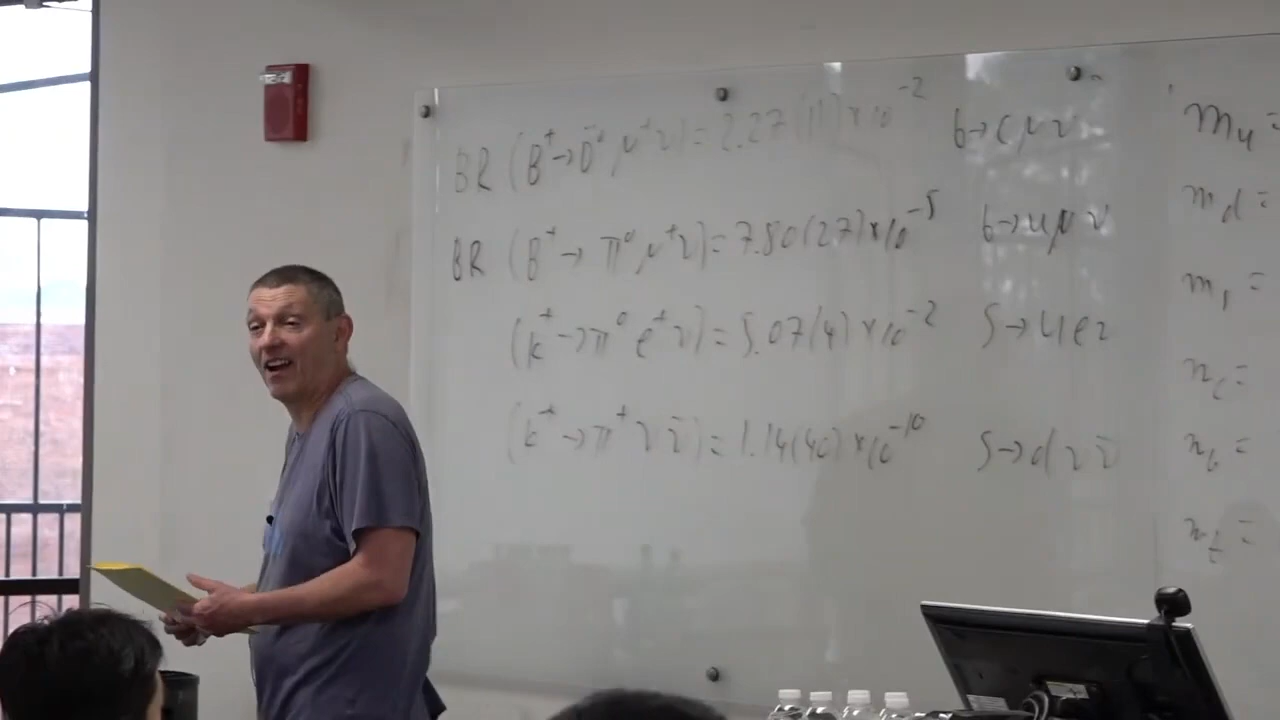 BR (B⁺→D̄⁰μ⁺ν) = 2.27(11)×10⁻² b→cμν
BR (B⁺→π⁰μ⁺ν) = 7.80(27)×10⁻⁵ b→uμν
(K⁺→π⁰e⁺ν) = 5.07(4)×10⁻² s→ueν
(K⁺→π⁺νν̄) = 1.14(40)×10⁻¹⁰ s→dνν̄
m_u =
m_d =
m_s =
m_c =
m_b =
m_t =